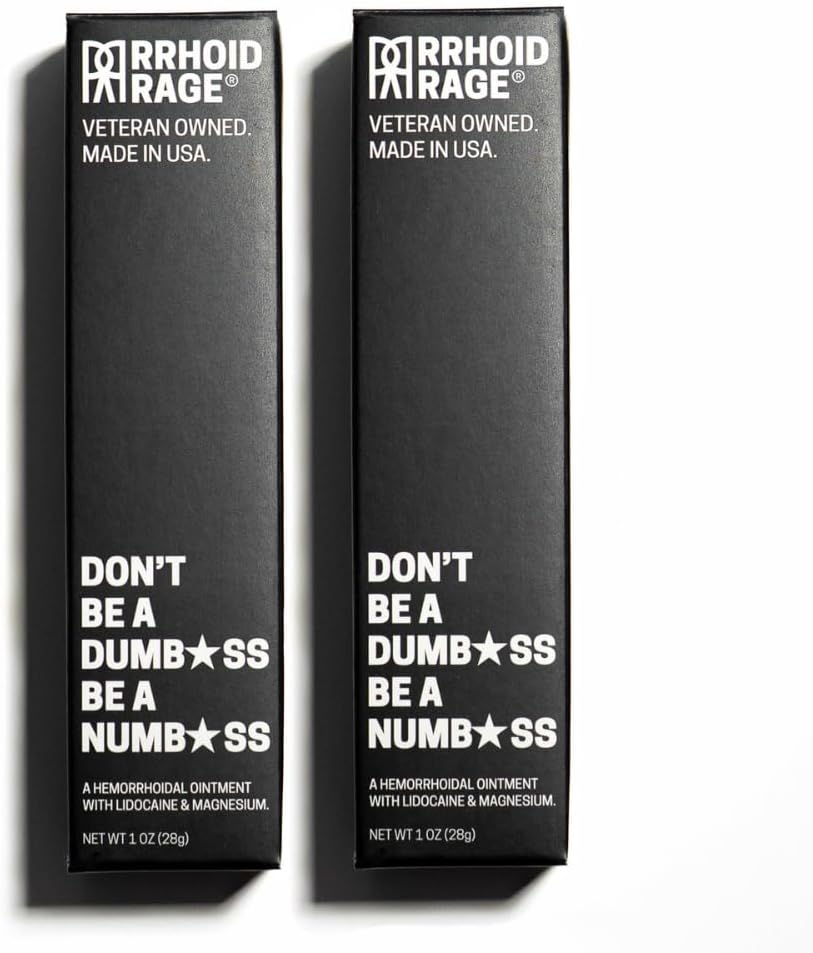 RRHOID
RAGE®
VETERAN OWNED.
MADE IN USA.
DON'T
BE A
DUMB★SS
BE A
NUMB★SS
A HEMORRHOIDAL OINTMENT
WITH LIDOCAINE & MAGNESIUM.
NET WT 1 OZ (28g)
RRHOID
RAGE®
VETERAN OWNED.
MADE IN USA.
DON'T
BE A
DUMB★SS
BE A
NUMB★SS
A HEMORRHOIDAL OINTMENT
WITH LIDOCAINE & MAGNESIUM.
NET WT 1 OZ (28g)